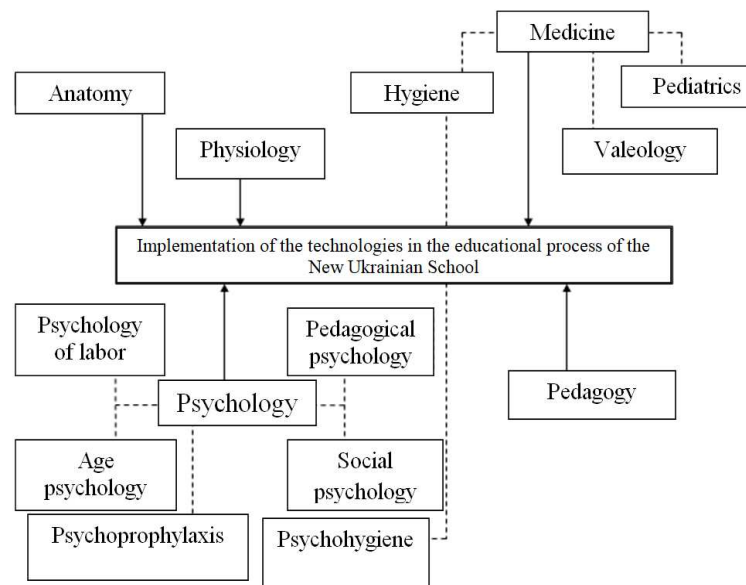 Medicine
Anatomy
Hygiene
Pediatrics
Physiology
Valeology
Implementation of the technologies in the educational process of the
New Ukrainian School
Psychology
of labor
Pedagogical
psychology
Psychology
Pedagogy
Age
psychology
Social
psychology
Psychoprophylaxis
Psychohygiene